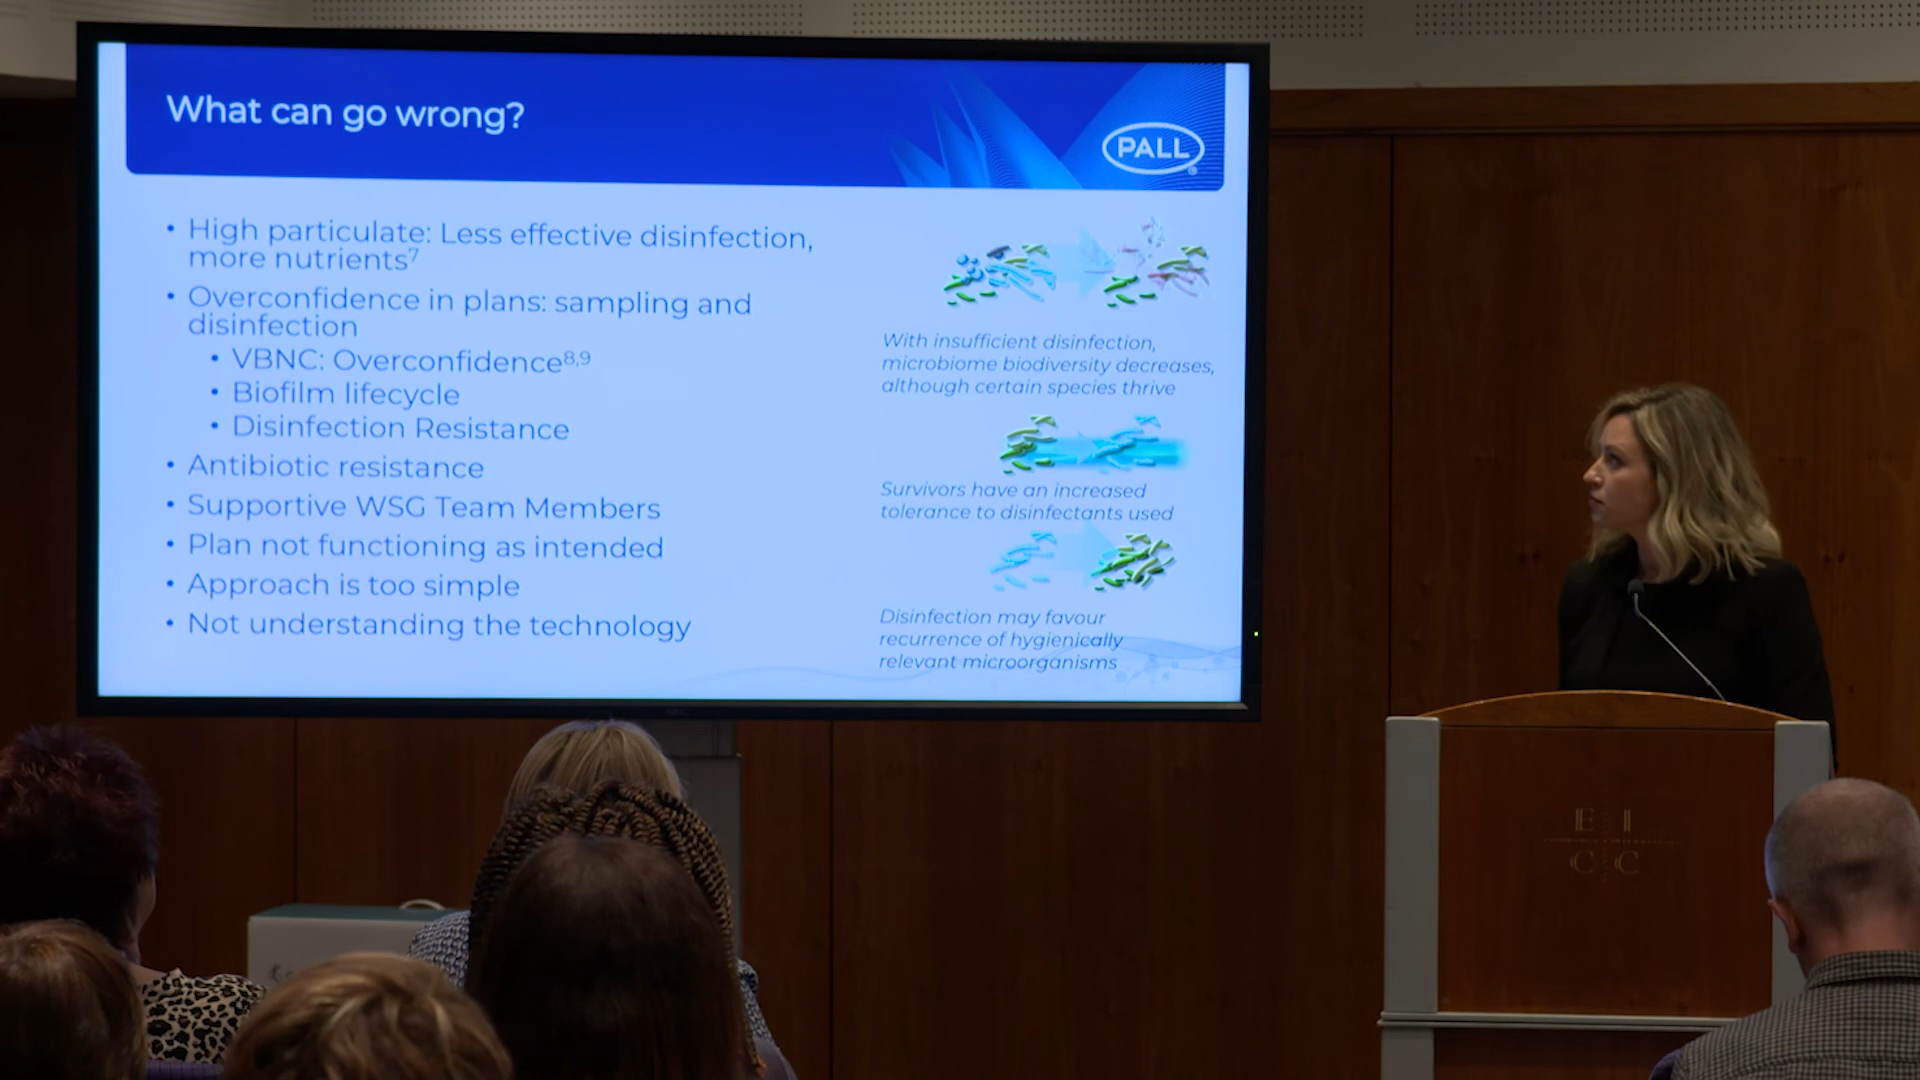 What can go wrong?
PALL
• High particulate: Less effective disinfection,
more nutrients⁷
• Overconfidence in plans: sampling and
disinfection
• VBNC: Overconfidence⁸,⁹
• Biofilm lifecycle
• Disinfection Resistance
• Antibiotic resistance
• Supportive WSG Team Members
• Plan not functioning as intended
• Approach is too simple
• Not understanding the technology
With insufficient disinfection,
microbiome biodiversity decreases,
although certain species thrive
Survivors have an increased
tolerance to disinfectants used
Disinfection may favour
recurrence of hygienically
relevant microorganisms
E I
C C